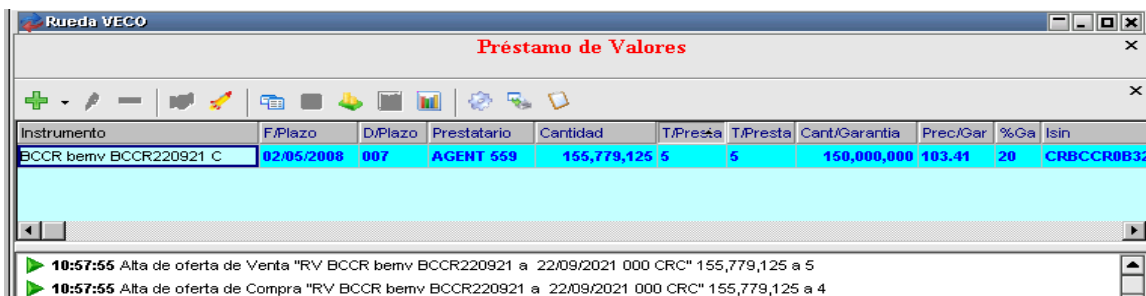 Rueda VECO
Préstamo de Valores
Instrumento F/Plazo D/Plazo Prestatario Cantidad T/Presta T/Presta Cant/Garantia Prec/Gar %Ga Isin
BCCR bemv BCCR220921 C 02/05/2008 007 AGENT 559 155,779,125 5 5 150,000,000 103.41 20 CRBCCR0B32
10:57:55 Alta de oferta de Venta "RV BCCR bemv BCCR220921 a 22/09/2021 000 CRC" 155,779,125 a 5
10:57:55 Alta de oferta de Compra "RV BCCR bemv BCCR220921 a 22/09/2021 000 CRC" 155,779,125 a 4